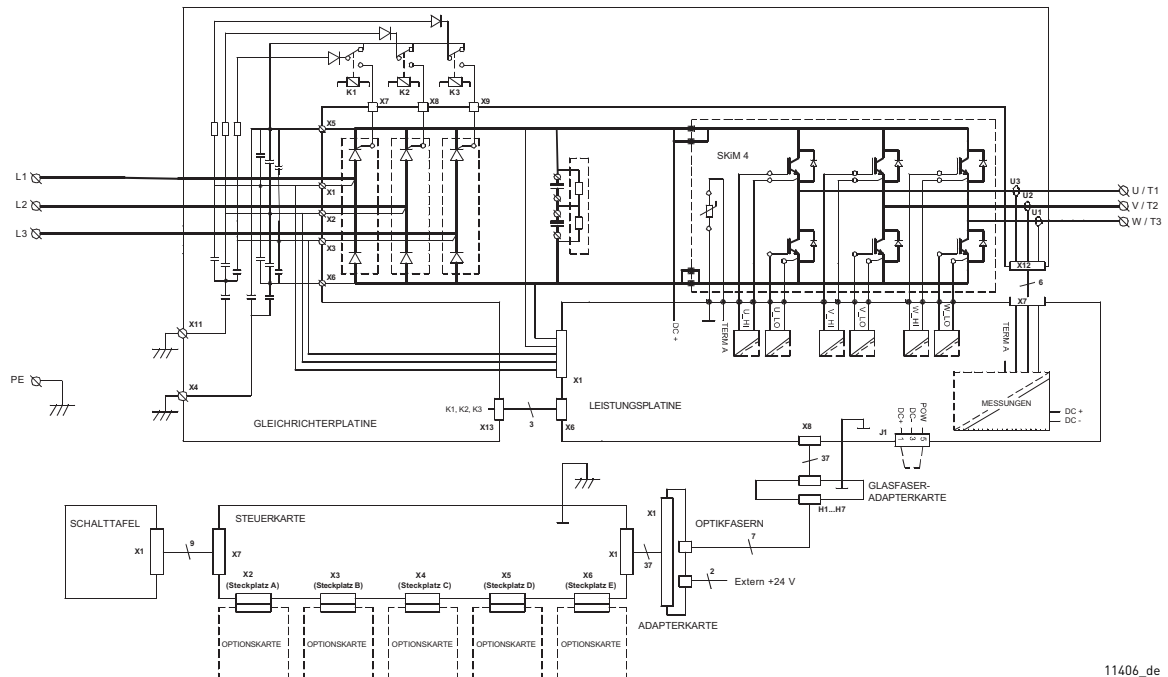 K1
K2
K3
X7
X8
X9
X5
SKiM 4
L1
X1
U3
U / T1
L2
X2
U2
V / T2
L3
X3
U1
W / T3
X6
X12
6
X11
X7
DC +
TERM A
U_HI
U_LO
V_HI
V_LO
W_HI
W_LO
TERM A
PE
X4
X1
MESSUNGEN
DC +
DC -
GLEICHRICHTERPLATINE
K1, K2, K3
X13
3
X6
LEISTUNGSPLATINE
X8
J1
DC+
DC-
POW
1
3
5
37
GLASFASER-
ADAPTERKARTE
H1...H7
SCHALTTAFEL
X1
9
X7
STEUERKARTE
X1
37
X1
OPTIKFASERN
7
2
Extern +24 V
ADAPTERKARTE
X2
(Steckplatz A)
X3
(Steckplatz B)
X4
(Steckplatz C)
X5
(Steckplatz D)
X6
(Steckplatz E)
OPTIONSKARTE
OPTIONSKARTE
OPTIONSKARTE
OPTIONSKARTE
OPTIONSKARTE
11406_de